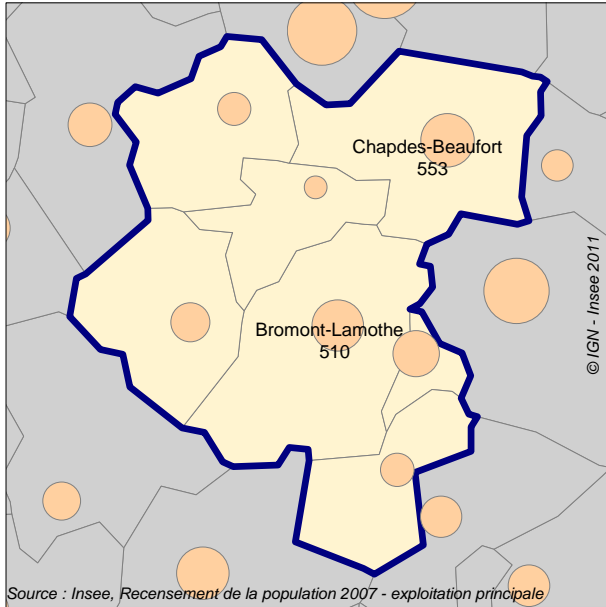 Chapdes-Beaufort
553
Bromont-Lamothe
510
© IGN - Insee 2011
Source : Insee, Recensement de la population 2007 - exploitation principale